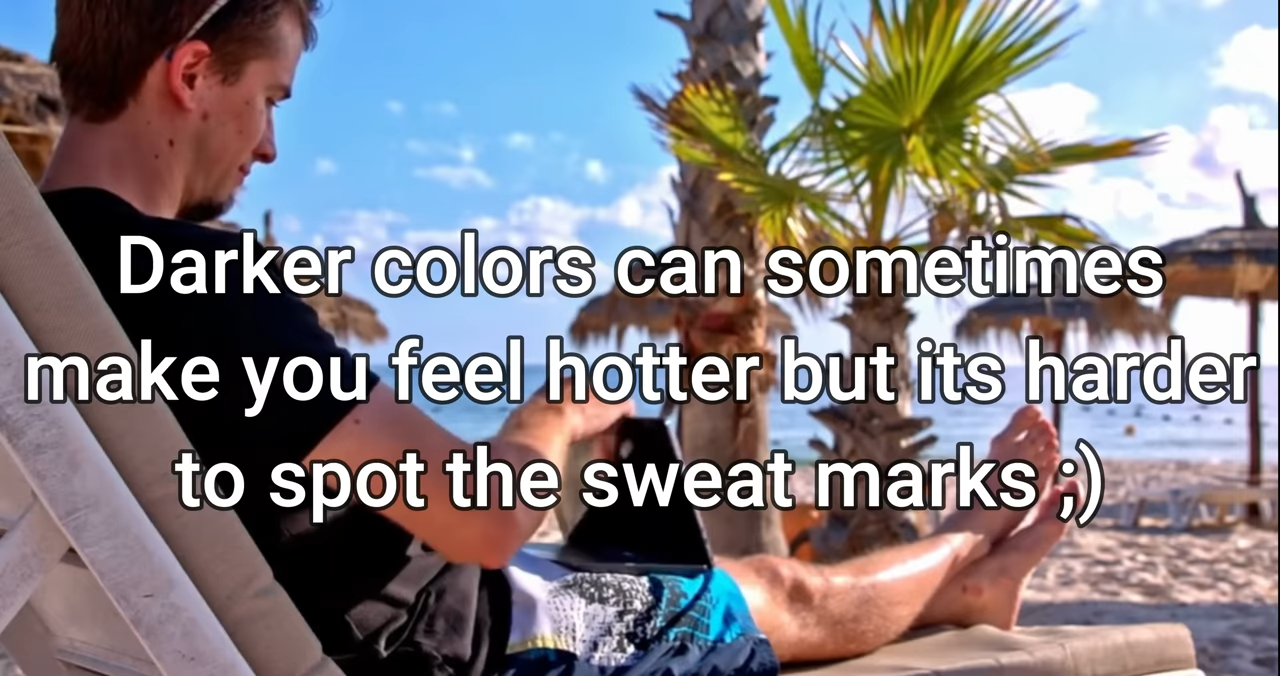 Darker colors can sometimes
make you feel hotter but its harder
to spot the sweat marks ;)